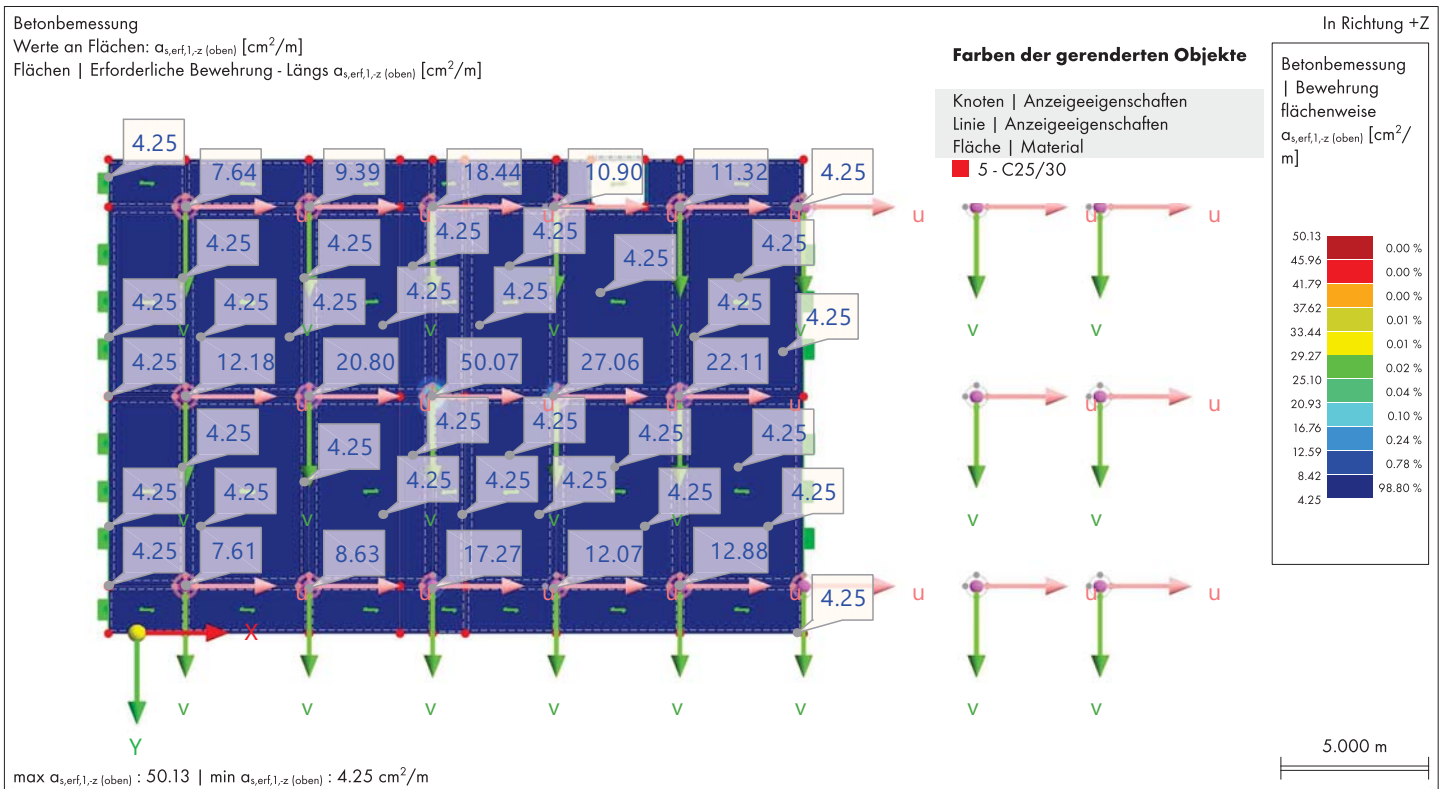 Betonbemessung
Werte an Flächen: as,erf,1,-z (oben) [cm²/m]
Flächen | Erforderliche Bewehrung - Längs as,erf,1,-z (oben) [cm²/m]
In Richtung +Z
Farben der gerenderten Objekte
Knoten | Anzeigeeigenschaften
Linie | Anzeigeeigenschaften
Fläche | Material
5 - C25/30
Betonbemessung
| Bewehrung
flächenweise
as,erf,1,-z (oben) [cm²/
m]
50.13
45.96
41.79
37.62
33.44
29.27
25.10
20.93
16.76
12.59
8.42
4.25
0.00 %
0.00 %
0.00 %
0.01 %
0.01 %
0.02 %
0.04 %
0.10 %
0.24 %
0.78 %
98.80 %
4.25
7.64 9.39 18.44 10.90 11.32 4.25
u u u u u
4.25 4.25 4.25 4.25 4.25 4.25
4.25 4.25 4.25 4.25 4.25 4.25 4.25
v v v v v v v v
4.25 12.18 20.80 50.07 27.06 22.11
u u u u u
4.25 4.25 4.25 4.25 4.25 4.25
4.25 4.25 4.25 4.25 4.25 4.25 4.25
v v v v v v v
4.25 7.61 8.63 17.27 12.07 12.88
u u u u u u u
4.25
X
v v v v v v v v
Y
5.000 m
max as,erf,1,-z (oben) : 50.13 | min as,erf,1,-z (oben) : 4.25 cm²/m